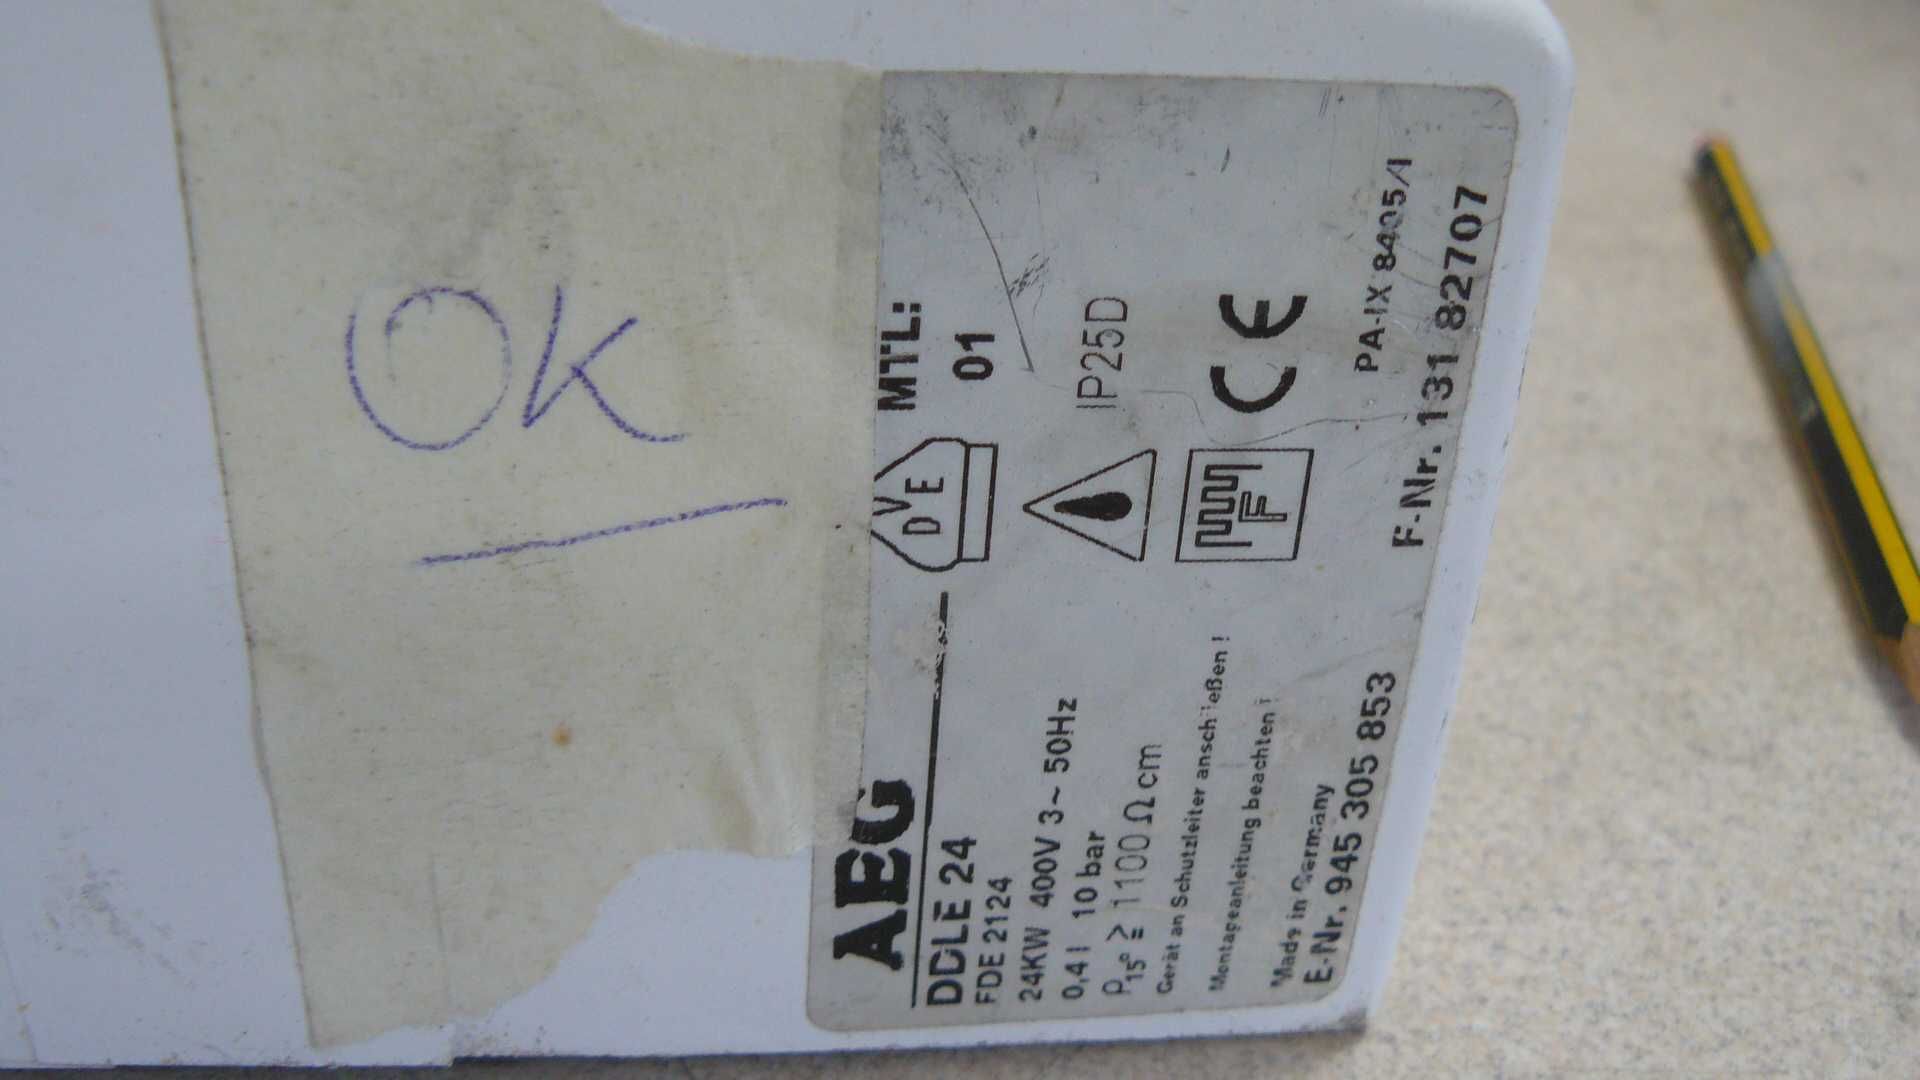 OK
AEG
DDLE 24
FDE 2124
24KW 400V 3~ 50Hz
0,4 l 10 bar
ρ15° ≥ 1100 Ω cm
Gerät an Schutzleiter anschließen !
Montageanleitung beachten !
Made in Germany
E-Nr. 945 305 853
DVE
MTL:
01
IP25D
F
CE
PA-IX 8405/I
F-Nr. 131 82707